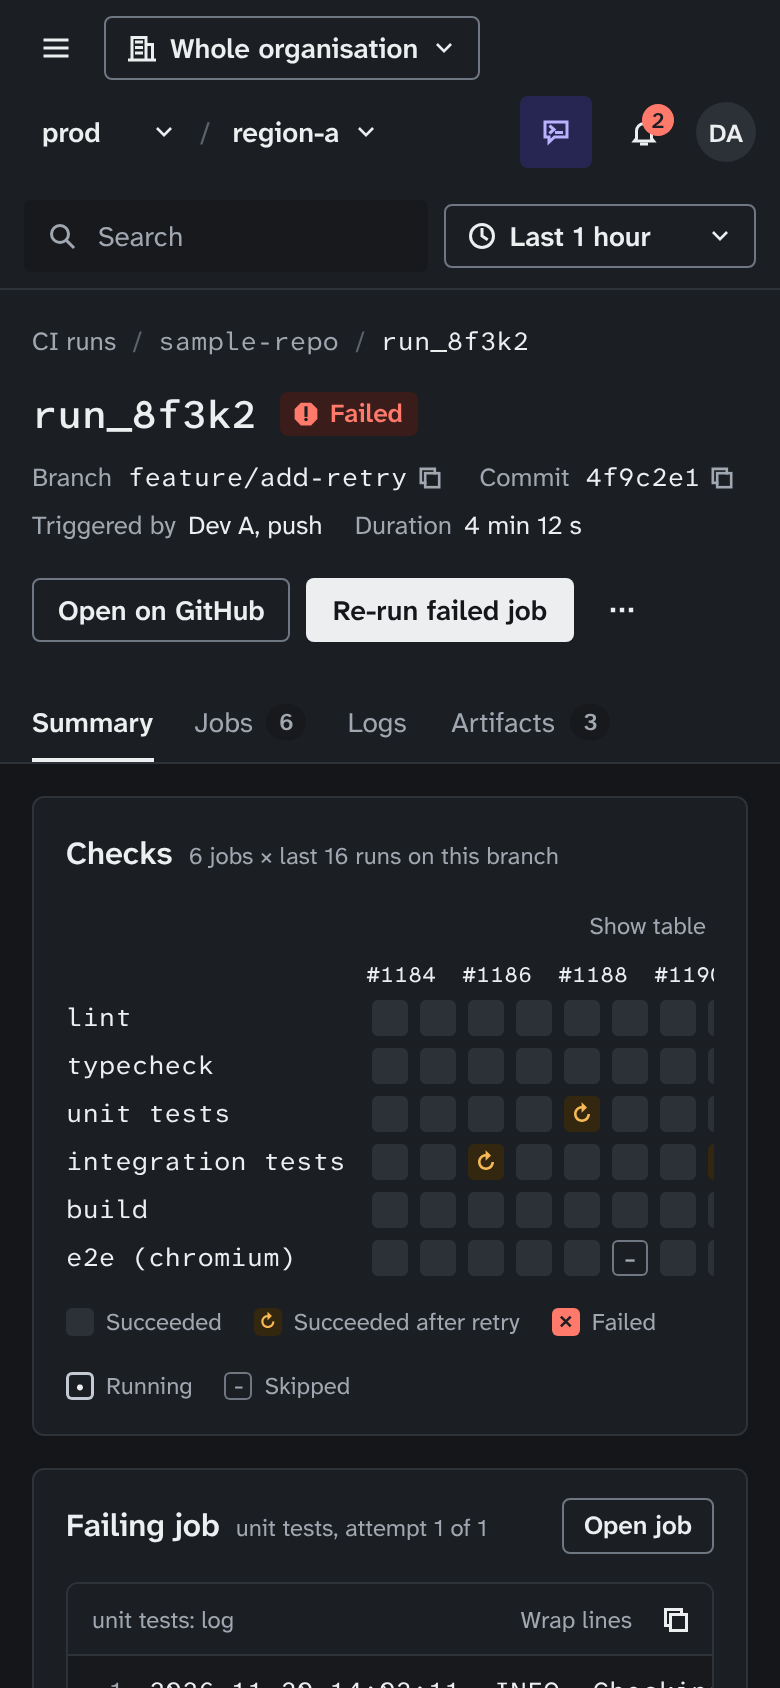 Whole organisation
prod / region-a
2
DA
Search
Last 1 hour
CI runs / sample-repo / run_8f3k2
run_8f3k2 Failed
Branch feature/add-retry Commit 4f9c2e1
Triggered by Dev A, push Duration 4 min 12 s
Open on GitHub Re-run failed job ...
Summary Jobs 6 Logs Artifacts 3
Checks 6 jobs × last 16 runs on this branch
Show table
#1184 #1186 #1188
lint
typecheck
unit tests
integration tests
build
e2e (chromium)
Succeeded Succeeded after retry Failed
Running Skipped
Failing job unit tests, attempt 1 of 1 Open job
unit tests: log Wrap lines